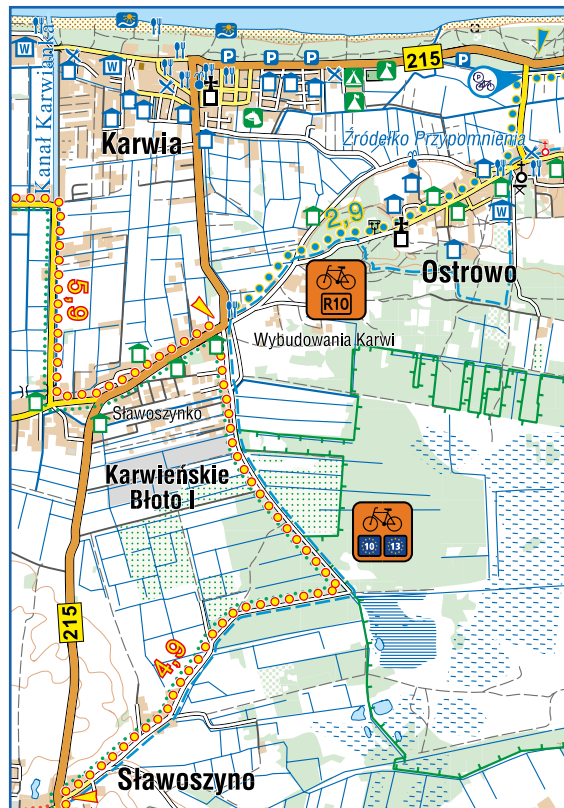 215
P
P
P
P
P
W
W
Karwia
Kanał Karwianka
Źródełko Przypomnienia
2,9
W
Ostrowo
R10
5,9
Wybudowania Karwi
Sławoszynko
Karwieńskie
Błoto I
10 13
215
4,9
Sławoszyno